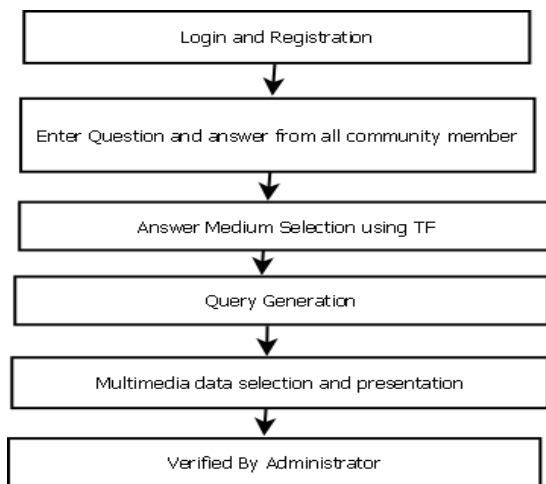 Login and Registration
Enter Question and answer from all community member
Answer Medium Selection using TF
Query Generation
Multimedia data selection and presentation
Verified By Administrator